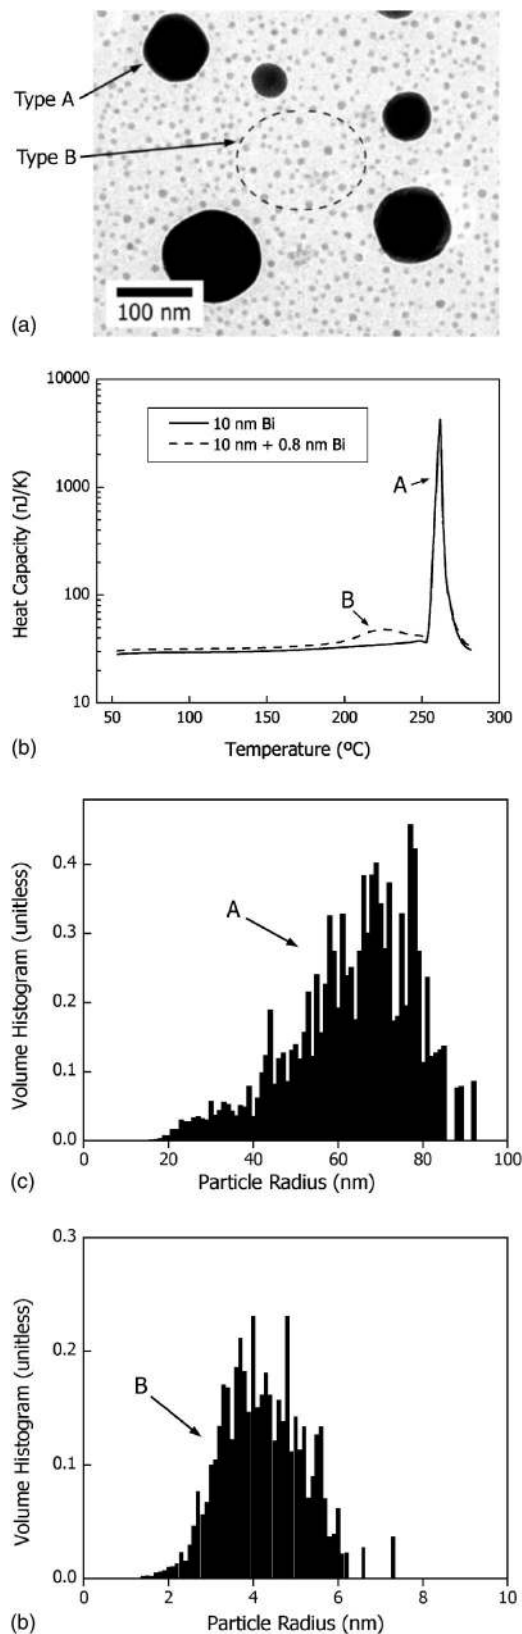 Type A
Type B
100 nm
(a)
10000
1000
100
10
Heat Capacity (nJ/K)
10 nm Bi
10 nm + 0.8 nm Bi
A
B
50 100 150 200 250 300
(b)
Temperature (ºC)
0.4
0.3
0.2
0.1
0.0
Volume Histogram (unitless)
A
0 20 40 60 80 100
(c)
Particle Radius (nm)
0.3
0.2
0.1
0.0
Volume Histogram (unitless)
B
0 2 4 6 8 10
(b)
Particle Radius (nm)